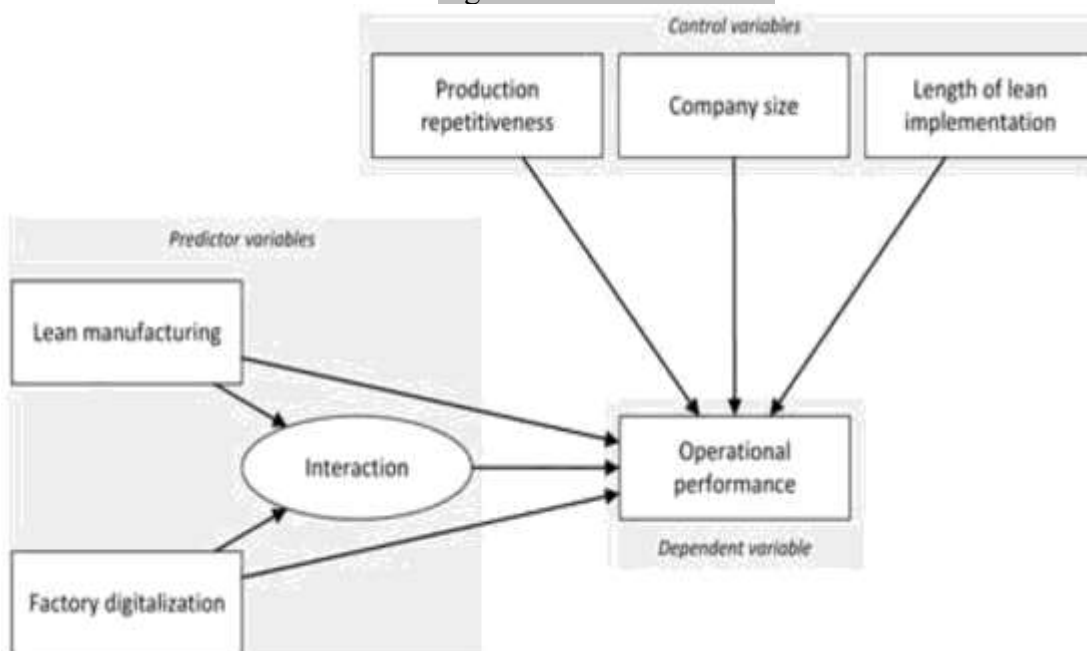 Control variables
Production
repetitiveness
Company size
Length of lean
implementation
Predictor variables
Lean manufacturing
Interaction
Operational
performance
Dependent variable
Factory digitalization